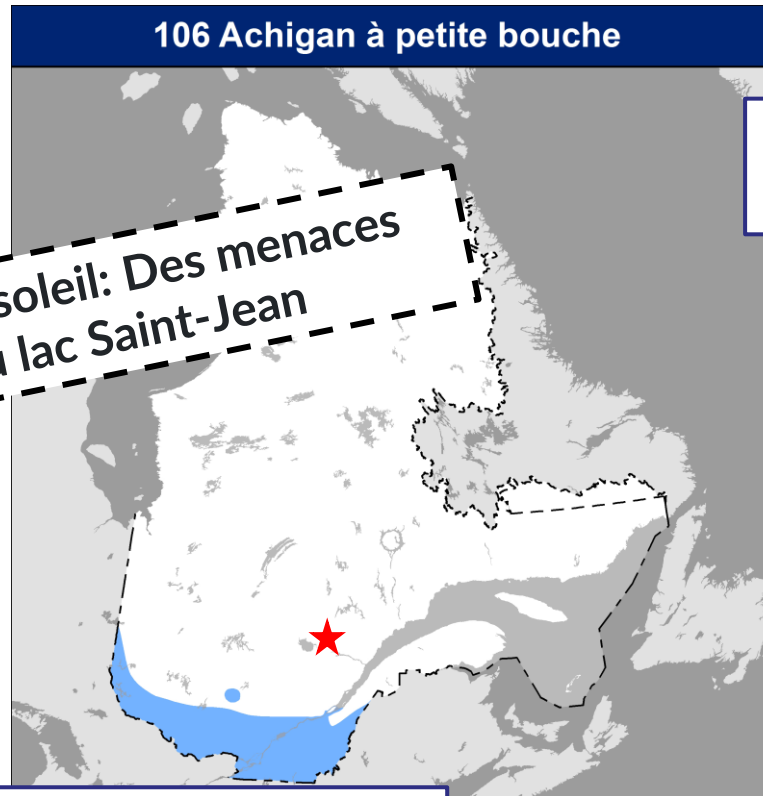 106 Achigan à petite bouche
soleil: Des menaces
lac Saint-Jean